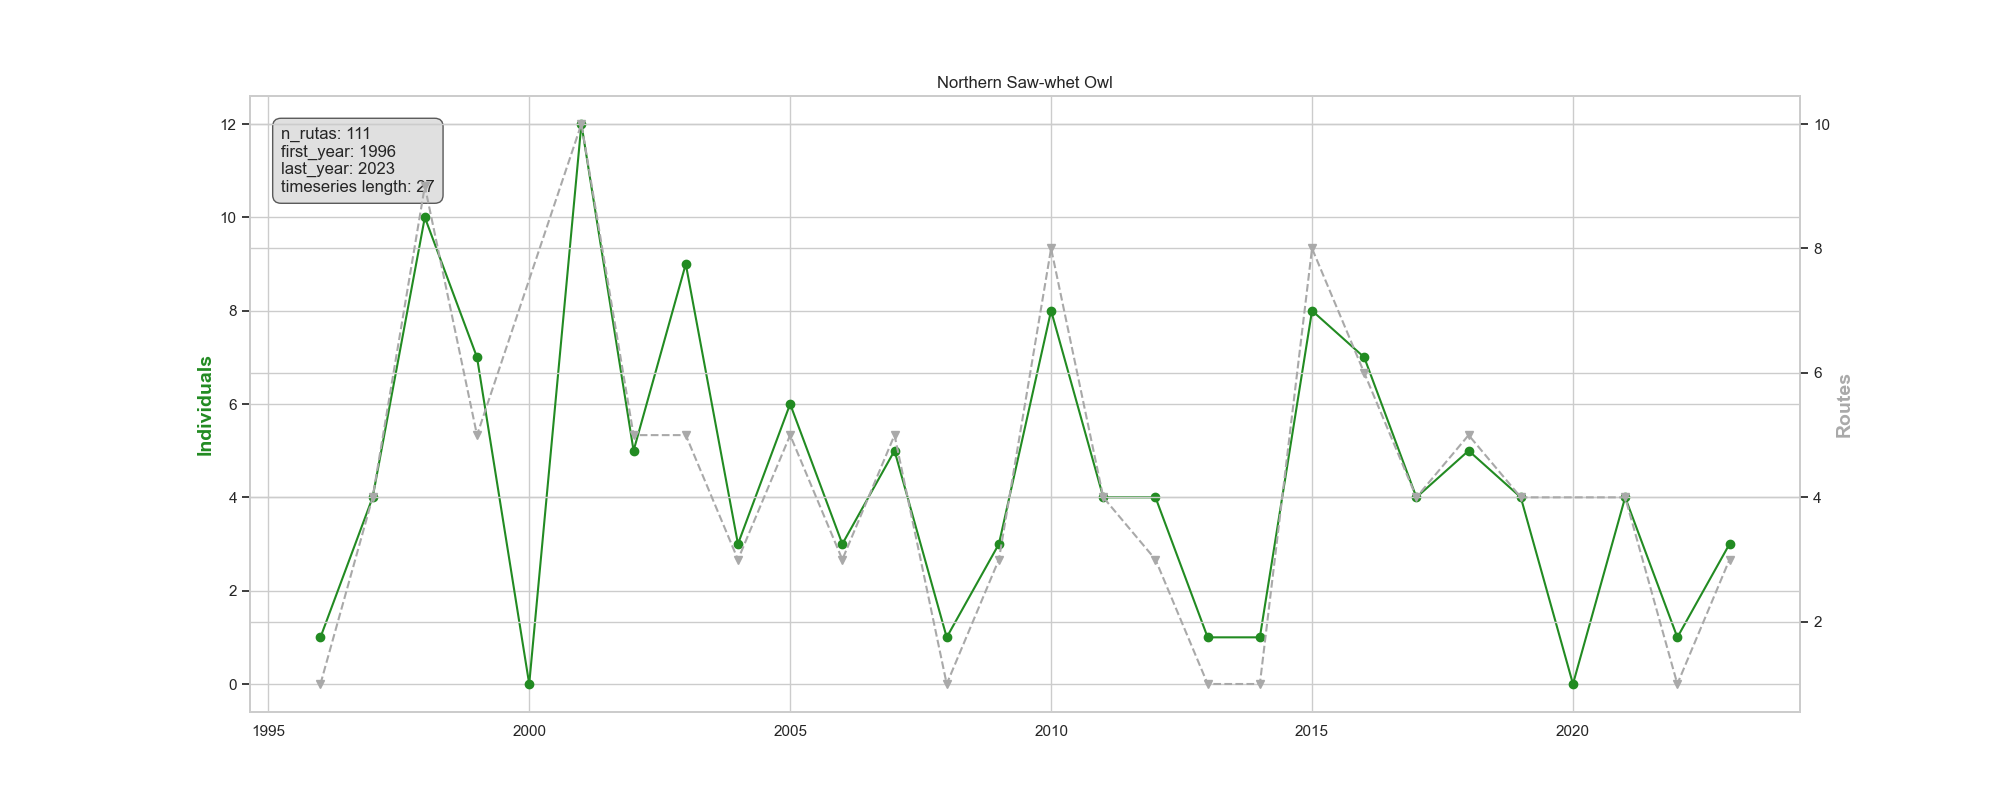 Northern Saw-whet Owl
n_rutas: 111
first_year: 1996
last_year: 2023
timeseries length: 27
12
10
8
6
4
2
0
Individuals
10
8
6
4
2
Routes
1995
2000
2005
2010
2015
2020